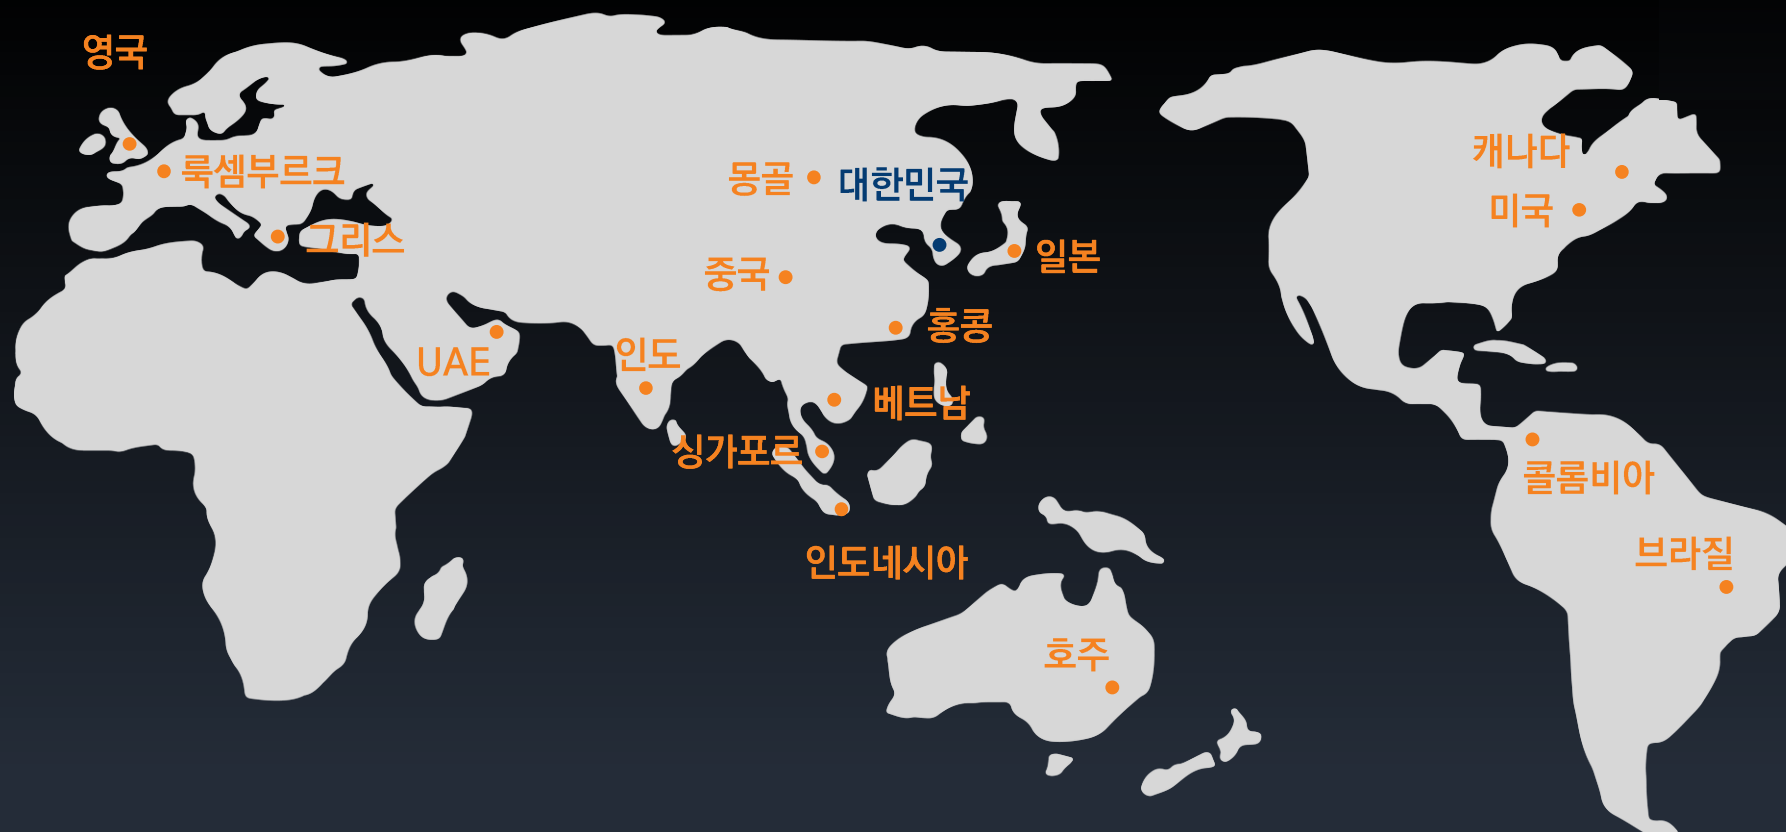 영국
룩셈부르크
그리스
몽골
대한민국
중국
일본
홍콩
UAE
인도
베트남
싱가포르
인도네시아
호주
캐나다
미국
콜롬비아
브라질